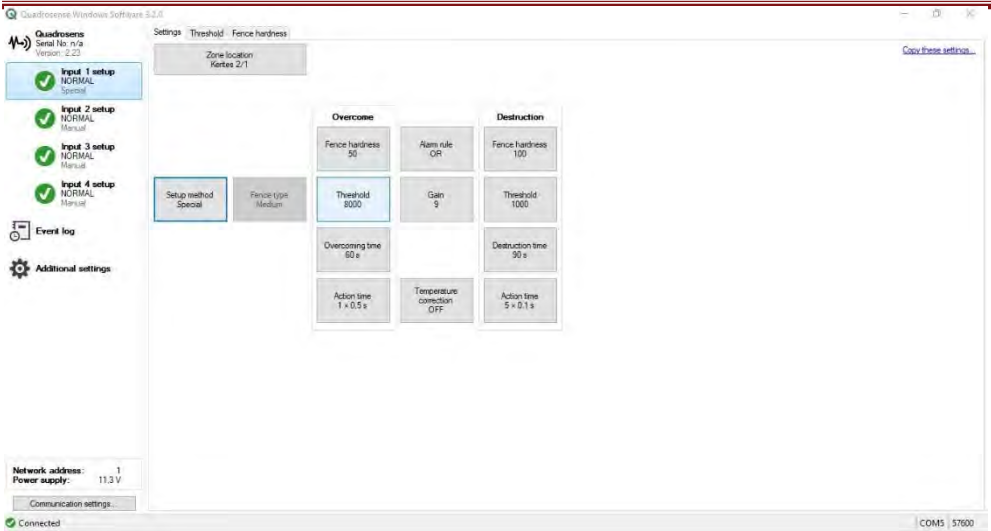 Quadrosense Windows Software 3.2.0
Quadrosens
Serial No: n/a
Version: 2.23
Input 1 setup
NORMAL
Special
Input 2 setup
NORMAL
Manual
Input 3 setup
NORMAL
Manual
Input 4 setup
NORMAL
Manual
Event log
Additional settings
Network address: 1
Power supply: 11,3 V
Communication settings...
Connected
Settings Threshold Fence hardness
Copy these settings...
Zone location
Kertes 2/1
Setup method
Special
Fence type
Medium
Overcome
Fence hardness
50
Threshold
8000
Overcoming time
60 s
Action time
1 × 0.5 s
Alarm rule
OR
Gain
9
Temperature
correction
OFF
Destruction
Fence hardness
100
Threshold
1000
Destruction time
90 s
Action time
5 × 0.1 s
COM5 57600